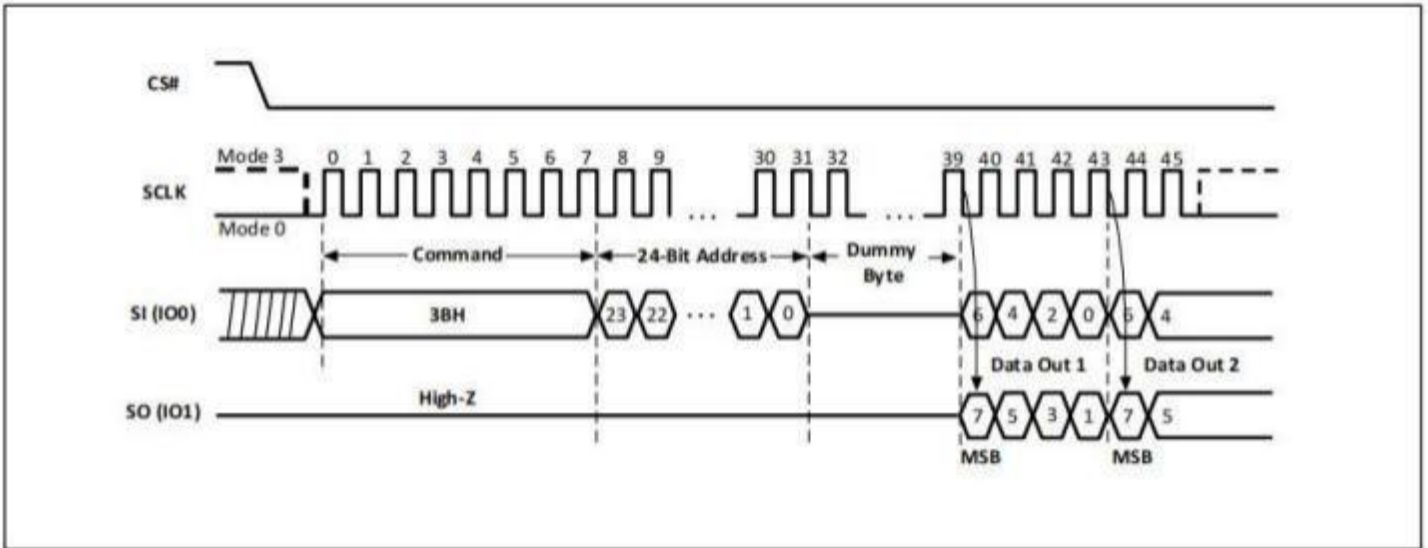 CS#
Mode 3 0 1 2 3 4 5 6 7 8 9 30 31 32 39 40 41 42 43 44 45
SCLK ... ...
Mode 0
Command 24-Bit Address Dummy
Byte
SI (IO0) 3BH 23 22 ... 1 0 6 4 2 0 6 4
Data Out 1 Data Out 2
High-Z
SO (IO1) 7 5 3 1 7 5
MSB MSB